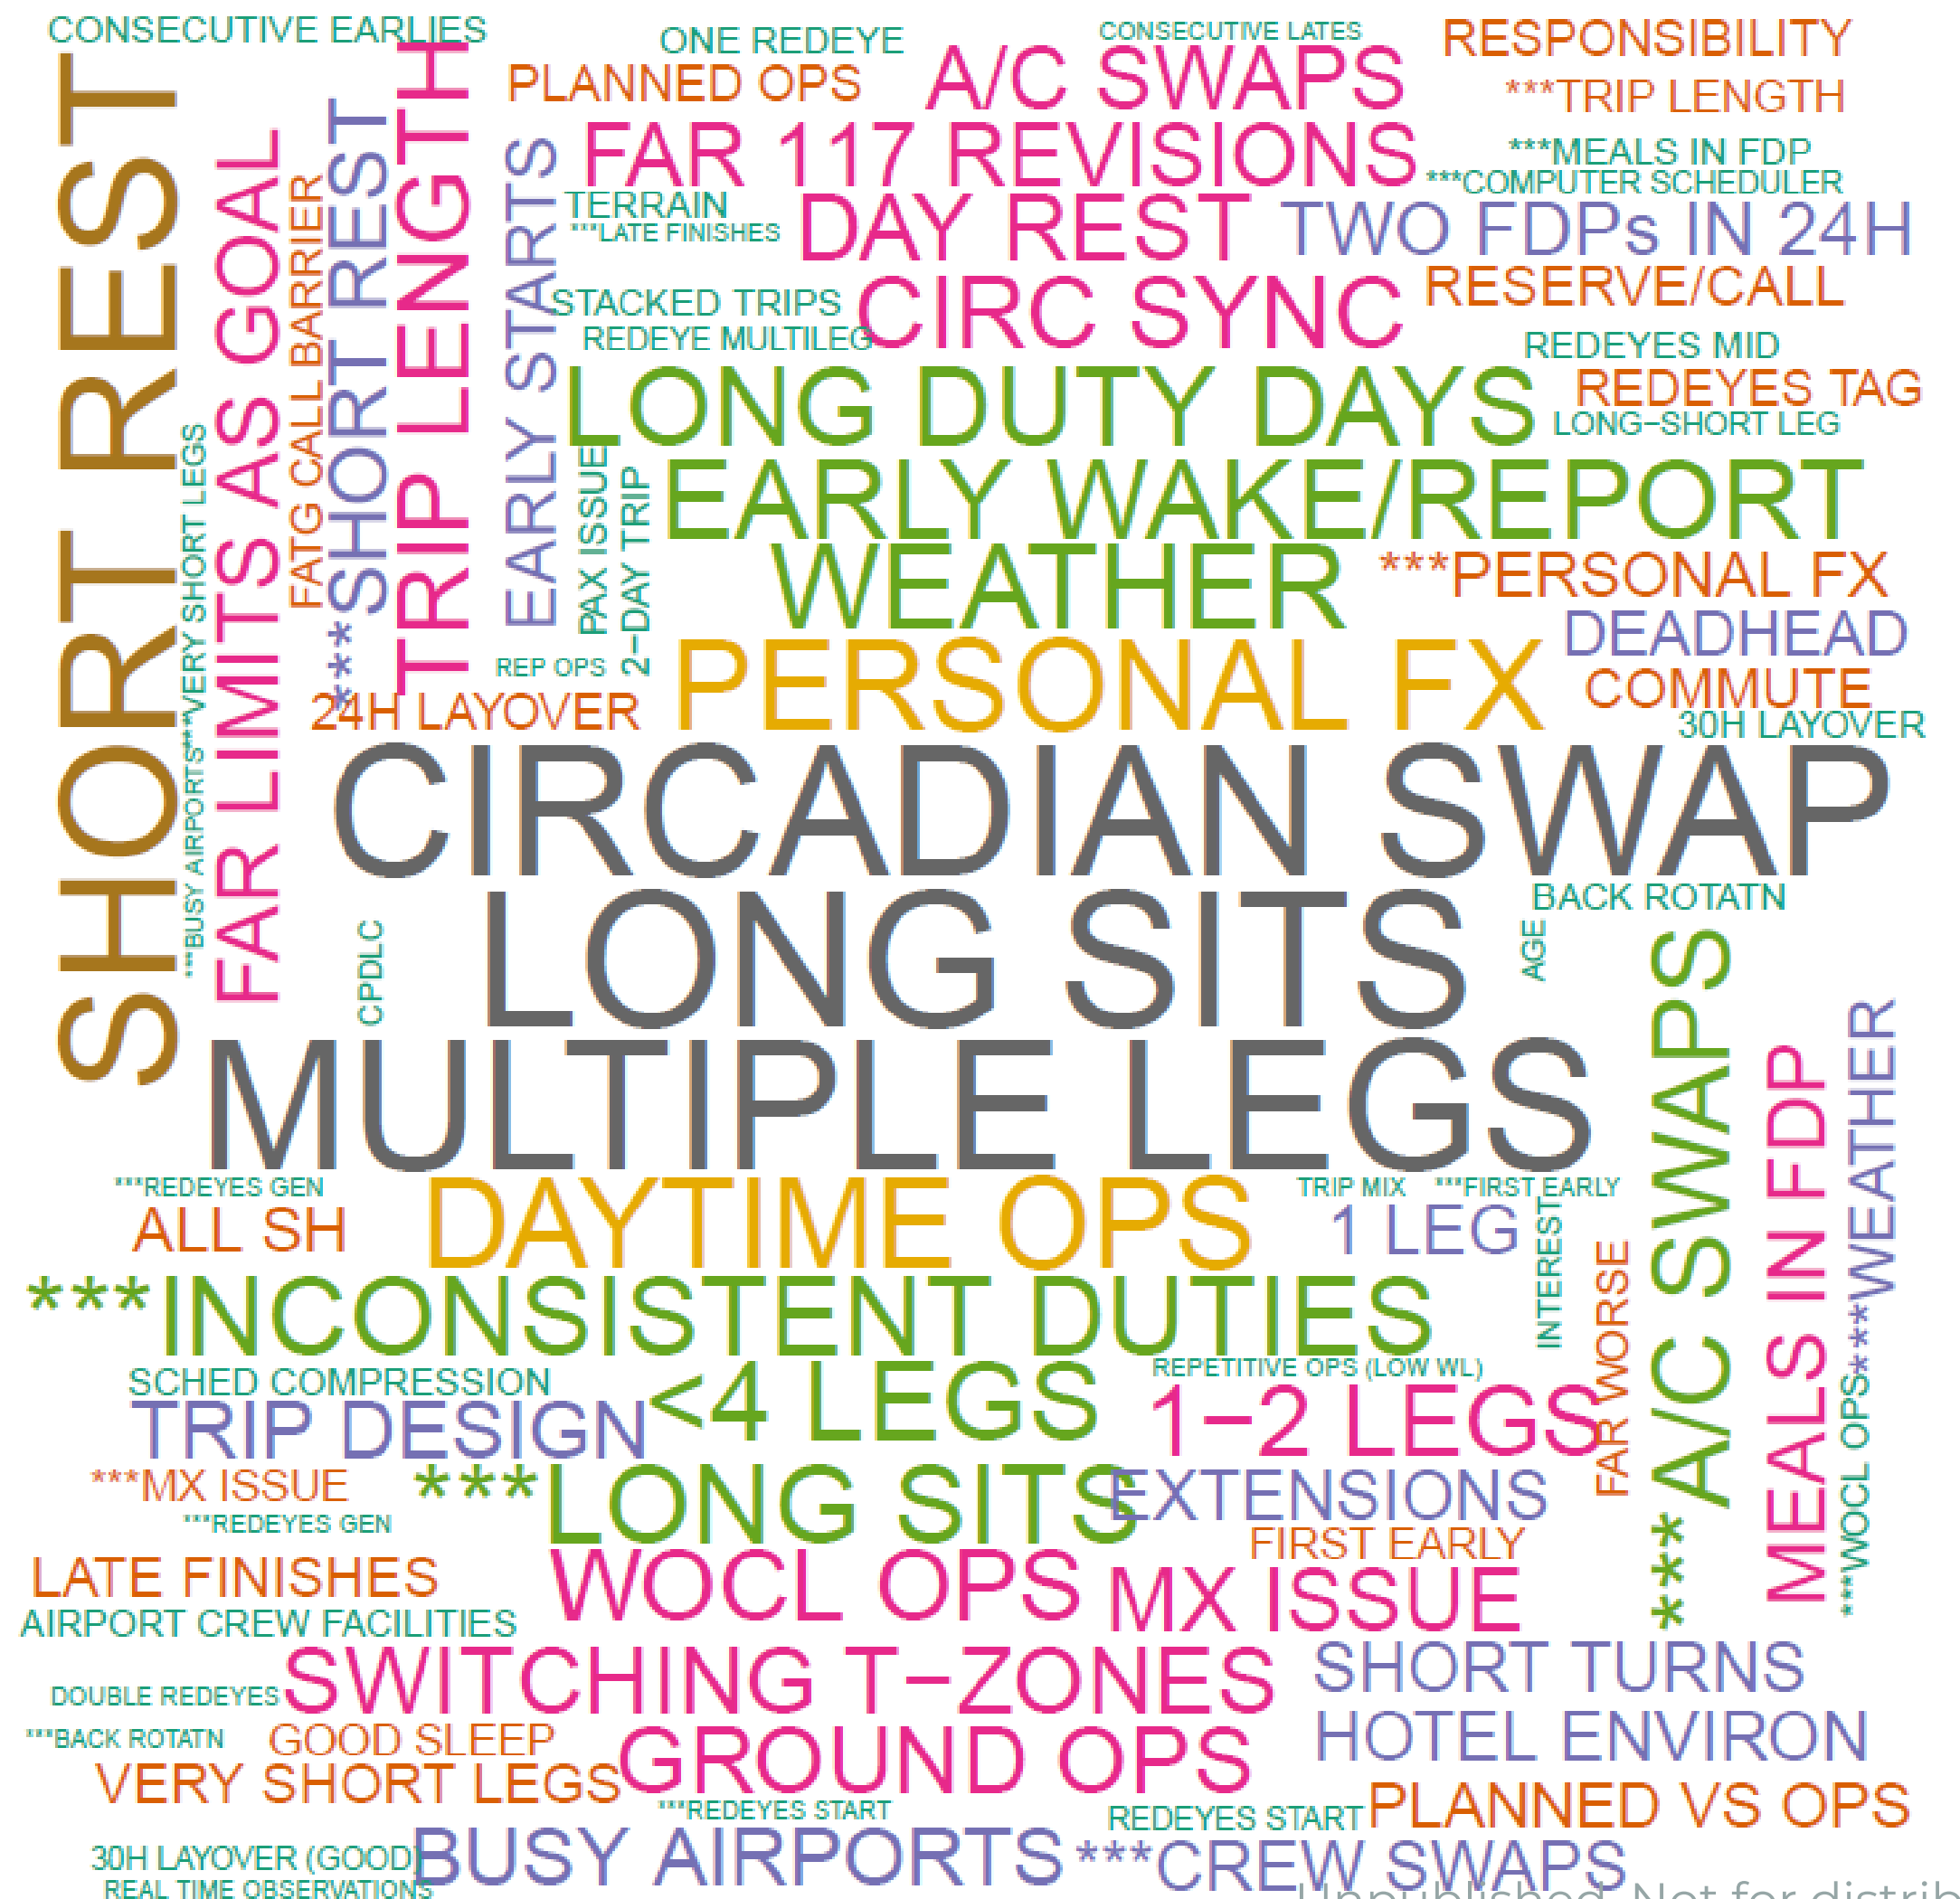 CONSECUTIVE EARLIES
ONE REDEYE
CONSECUTIVE LATES
RESPONSIBILITY
PLANNED OPS
A/C SWAPS
***TRIP LENGTH
FAR 117 REVISIONS
***MEALS IN FDP
***COMPUTER SCHEDULER
TERRAIN
***LATE FINISHES
DAY REST
TWO FDPs IN 24H
STACKED TRIPS
CIRC SYNC
RESERVE/CALL
REDEYE MULTILEG
REDEYES MID
LONG DUTY DAYS
REDEYES TAG
LONG-SHORT LEG
SHORT REST
***BUSY AIRPORTS
***VERY SHORT LEGS
FAR LIMITS AS GOAL
FATG CALL BARRIER
***SHORT REST
TRIP LENGTH
EARLY STARTS
PAX ISSUE
2-DAY TRIP
EARLY WAKE/REPORT
WEATHER
***PERSONAL FX
DEADHEAD
REP OPS
PERSONAL FX
COMMUTE
24H LAYOVER
30H LAYOVER
CIRCADIAN SWAP
BACK ROTATN
CPDLC
LONG SITS
AGE
MULTIPLE LEGS
***A/C SWAPS
MEALS IN FDP
***WEATHER
***WOCL OPS
***REDEYES GEN
DAYTIME OPS
TRIP MIX
***FIRST EARLY
ALL SH
1 LEG
INTEREST
FAR WORSE
***INCONSISTENT DUTIES
SCHED COMPRESSION
<4 LEGS
REPETITIVE OPS (LOW WL)
TRIP DESIGN
1-2 LEGS
***MX ISSUE
***LONG SITS
EXTENSIONS
***REDEYES GEN
FIRST EARLY
LATE FINISHES
WOCL OPS
MX ISSUE
AIRPORT CREW FACILITIES
SWITCHING T-ZONES
SHORT TURNS
DOUBLE REDEYES
***BACK ROTATN
GOOD SLEEP
GROUND OPS
HOTEL ENVIRON
VERY SHORT LEGS
***REDEYES START
REDEYES START
PLANNED VS OPS
30H LAYOVER (GOOD)
BUSY AIRPORTS
***CREW SWAPS
REAL TIME OBSERVATIONS
Unpublished. Not for distrib